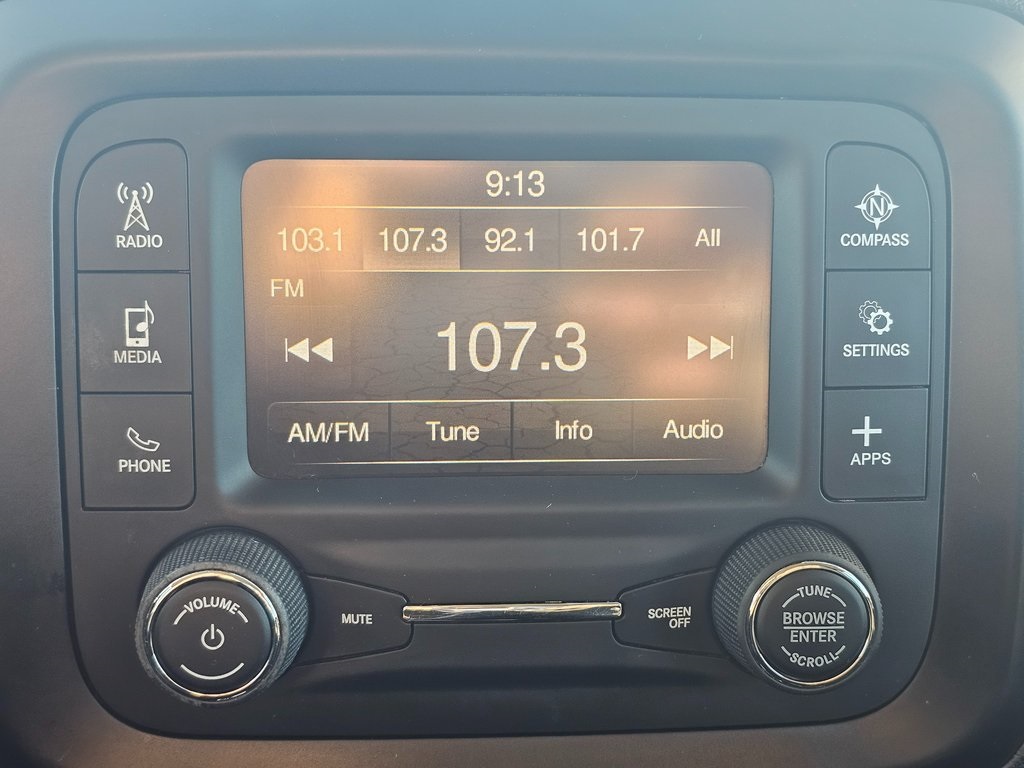 9:13
103.1 107.3 92.1 101.7 All
FM
107.3
AM/FM Tune Info Audio
RADIO
MEDIA
PHONE
N
COMPASS
SETTINGS
APPS
VOLUME
MUTE
SCREEN
OFF
TUNE
BROWSE
ENTER
SCROLL